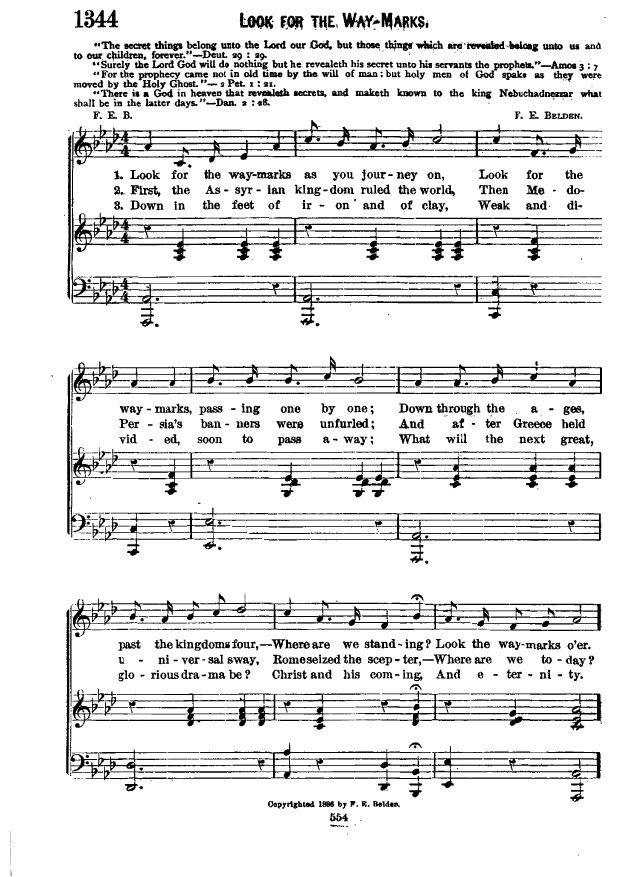 1344
LOOK FOR THE WAY-MARKS.
"The secret things belong unto the Lord our God, but those things which are revealed belong unto us and
to our children, forever."—Deut. 29 : 29.
"Surely the Lord God will do nothing but he revealeth his secret unto his servants the prophets."—Amos 3 : 7
"For the prophecy came not in old time by the will of man : but holy men of God spake as they were
moved by the Holy Ghost."— 2 Pet. 1 : 21.
"There is a God in heaven that revealeth secrets, and maketh known to the king Nebuchadnezzar what
shall be in the latter days."—Dan. 2 : 28.
F. E. B. F. E. BELDEN.
1. Look for the way-marks as you jour-ney on, Look for the
2. First, the As-syr-ian king-dom ruled the world, Then Me-do-
3. Down in the feet of ir-on and of clay, Weak and di-
way-marks, pass-ing one by one; Down through the a-ges,
Per-sia's ban-ners were unfurled; And af-ter Greece held
vid-ed, soon to pass a-way; What will the next great,
past the kingdoms four,—Where are we stand-ing? Look the way-marks o'er.
u-ni-ver-sal sway, Rome seized the scep-ter,—Where are we to-day?
glo-rious dra-ma be? Christ and his com-ing, And e-ter-ni-ty.
Copyrighted 1886 by F. E. Belden.
554